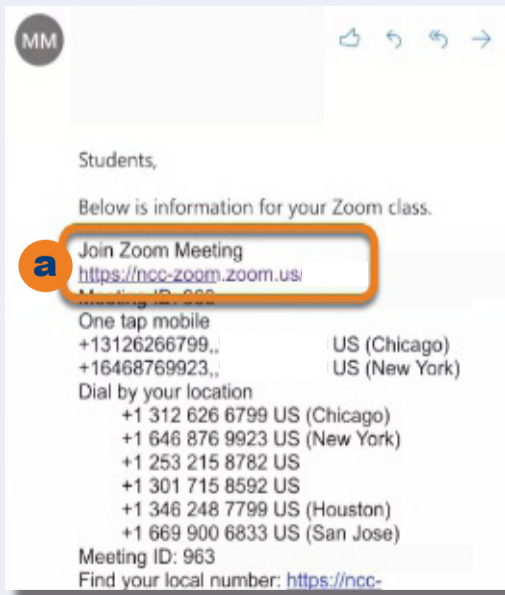 MM
Students,
Below is information for your Zoom class.
a
Join Zoom Meeting
https://ncc-zoom.zoom.us/
Meeting ID:
One tap mobile
+13126266799,, US (Chicago)
+16468769923,, US (New York)
Dial by your location
+1 312 626 6799 US (Chicago)
+1 646 876 9923 US (New York)
+1 253 215 8782 US
+1 301 715 8592 US
+1 346 248 7799 US (Houston)
+1 669 900 6833 US (San Jose)
Meeting ID: 963
Find your local number: https://ncc-